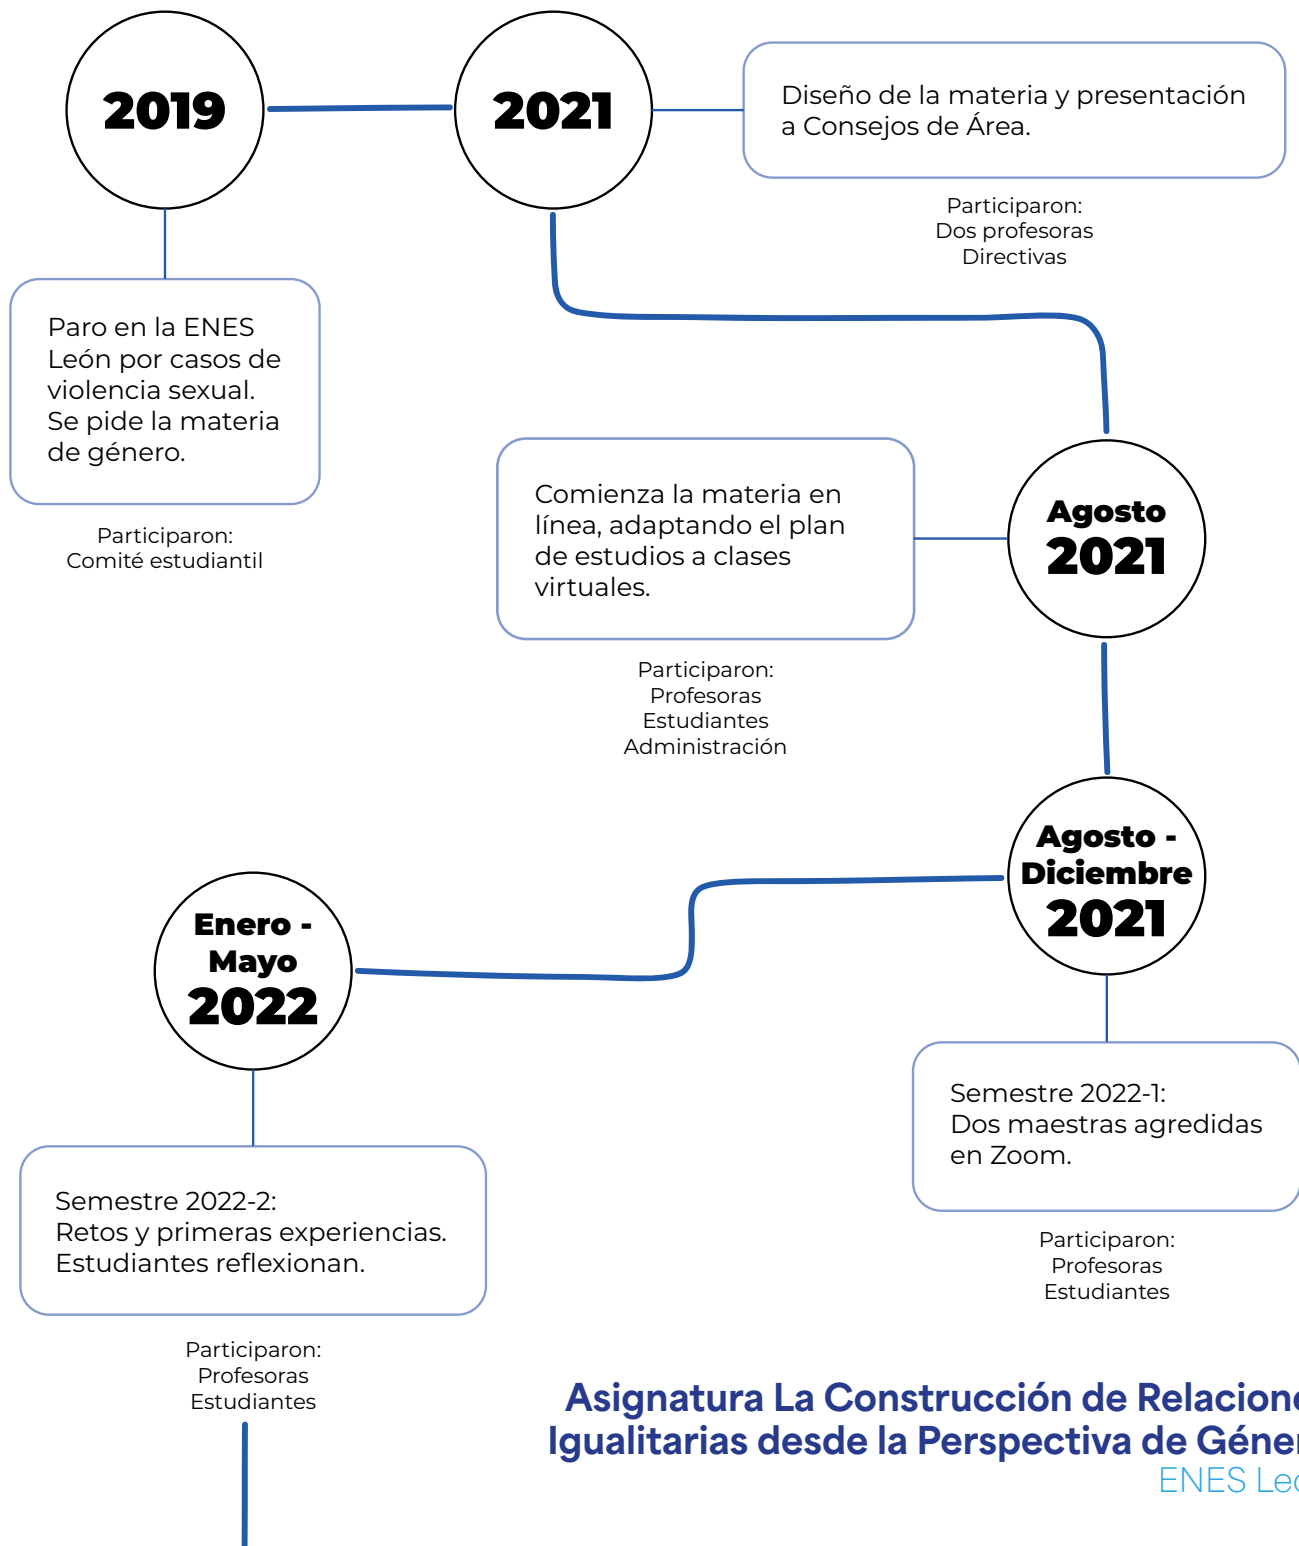 2019
2021
Diseño de la materia y presentación
a Consejos de Área.
Participaron:
Dos profesoras
Directivas
Paro en la ENES
León por casos de
violencia sexual.
Se pide la materia
de género.
Participaron:
Comité estudiantil
Agosto
2021
Comienza la materia en
línea, adaptando el plan
de estudios a clases
virtuales.
Participaron:
Profesoras
Estudiantes
Administración
Agosto -
Diciembre
2021
Semestre 2022-1:
Dos maestras agredidas
en Zoom.
Participaron:
Profesoras
Estudiantes
Enero -
Mayo
2022
Semestre 2022-2:
Retos y primeras experiencias.
Estudiantes reflexionan.
Participaron:
Profesoras
Estudiantes
Asignatura La Construcción de
Igualitarias desde la Perspectiva de
ENES